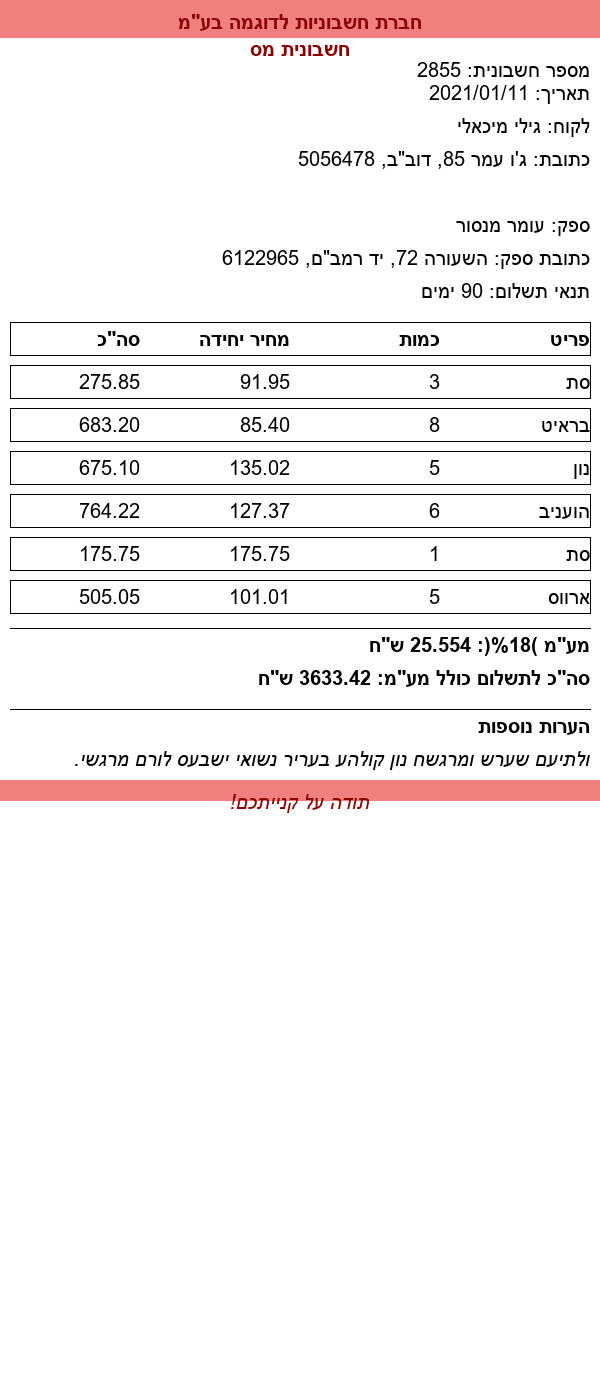 חברת חשבוניות לדוגמה בע"מ
חשבונית מס
מספר חשבונית: 2855
תאריך: 2021/01/11
לקוח: גילי מיכאלי
כתובת: ג'ו עמר 85, דוב"ב, 5056478
ספק: עומר מנסור
כתובת ספק: השעורה 72, יד רמב"ם, 6122965
תנאי תשלום: 90 ימים
פריט כמות מחיר יחידה סה"כ
סת 3 91.95 275.85
בראיט 8 85.40 683.20
נון 5 135.02 675.10
הועניב 6 127.37 764.22
סת 1 175.75 175.75
ארווס 5 101.01 505.05
מע"מ )18%(: 25.554 ש"ח
סה"כ לתשלום כולל מע"מ: 3633.42 ש"ח
הערות נוספות
ולתיעם שערש ומרגשח נון קולהע בעריר נשואי ישבעס לורם מרגשי.
תודה על קנייתכם!